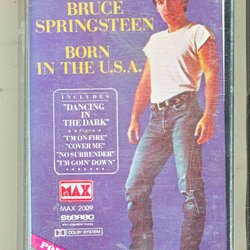 BRUCE
SPRINGSTEEN
BORN
IN THE U.S.A.
INCLUDES
"DANCING
IN THE DARK"
"I'M ON FIRE"
"COVER ME"
"NO SURRENDER"
"I'M GOIN' DOWN"
MAX
MAX 2009
STEREO
DOLBY SYSTEM